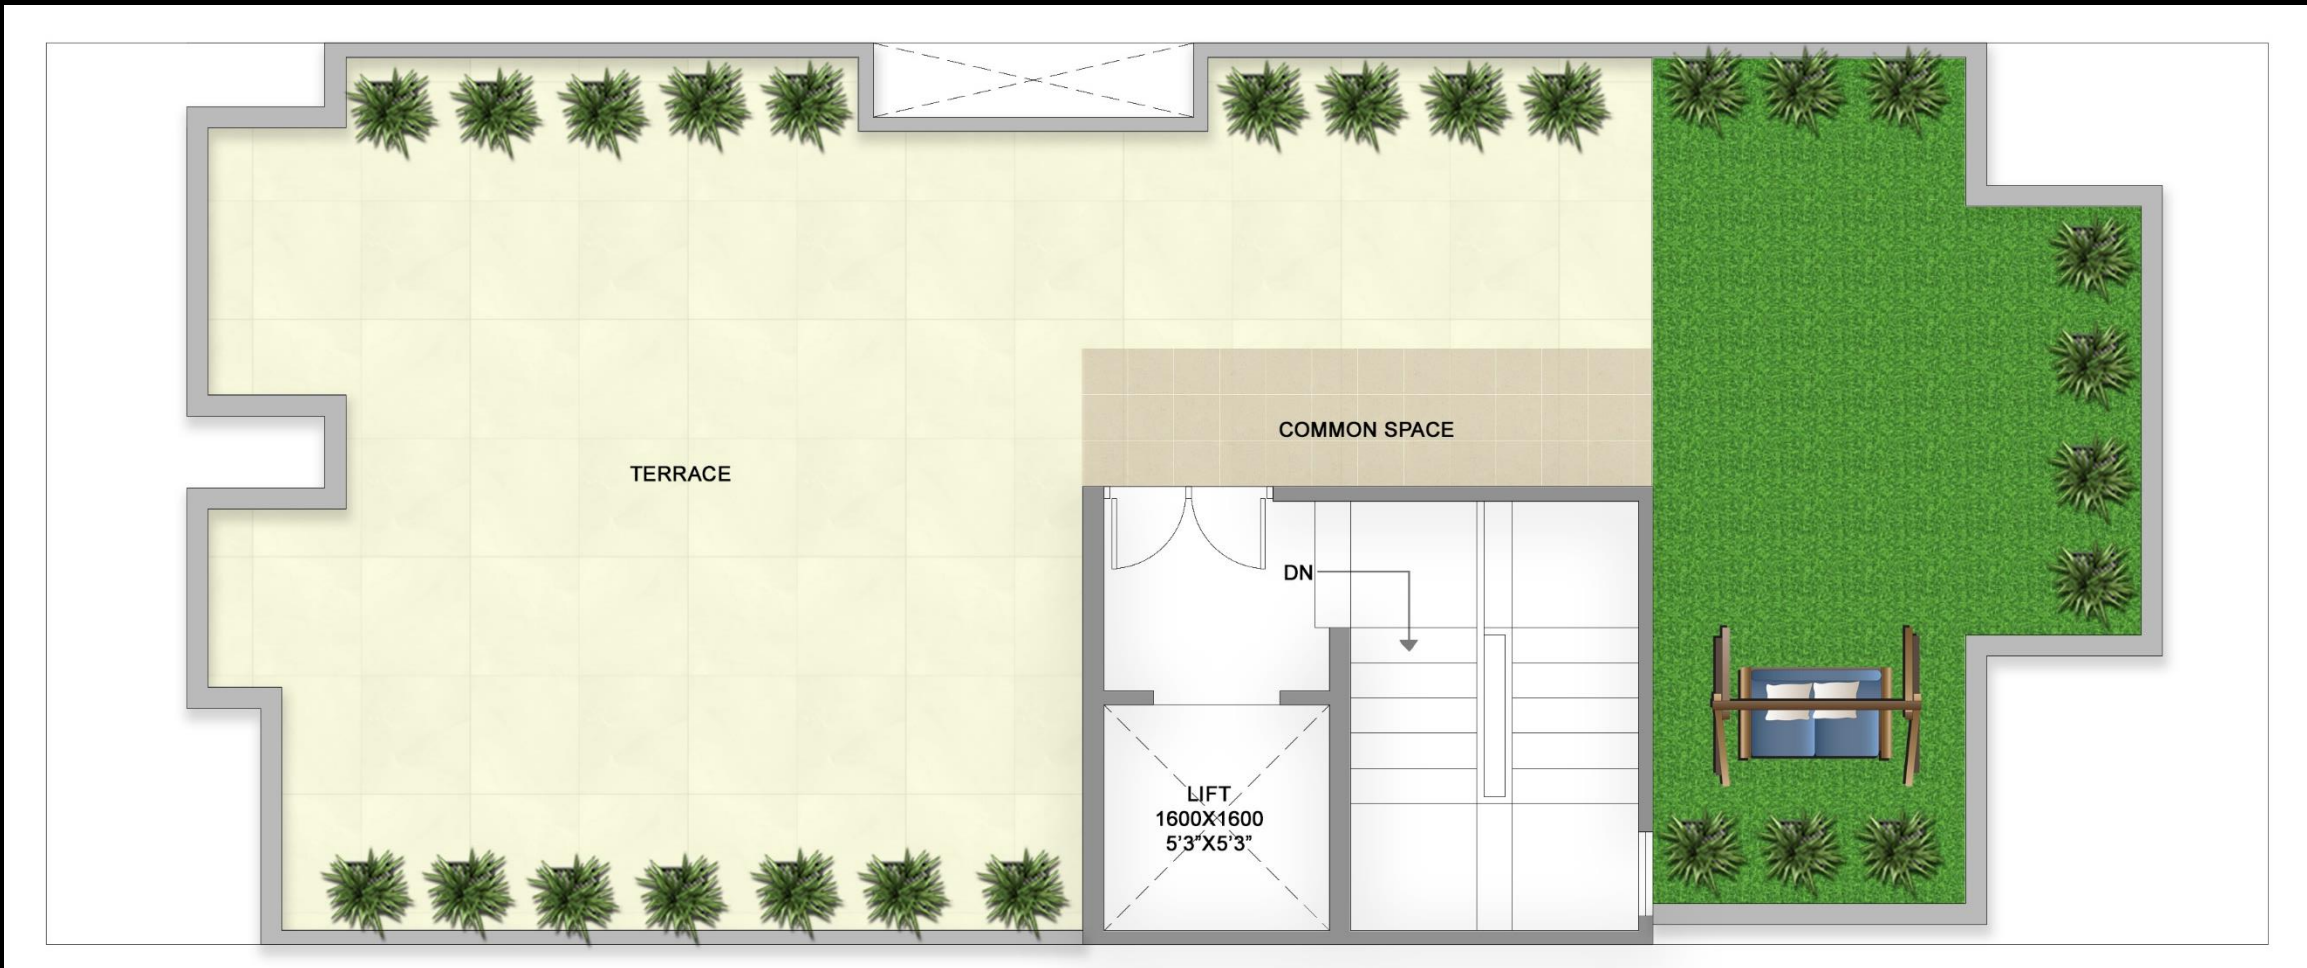 COMMON SPACE
TERRACE
DN
LIFT
1600X1600
5'3"X5'3"